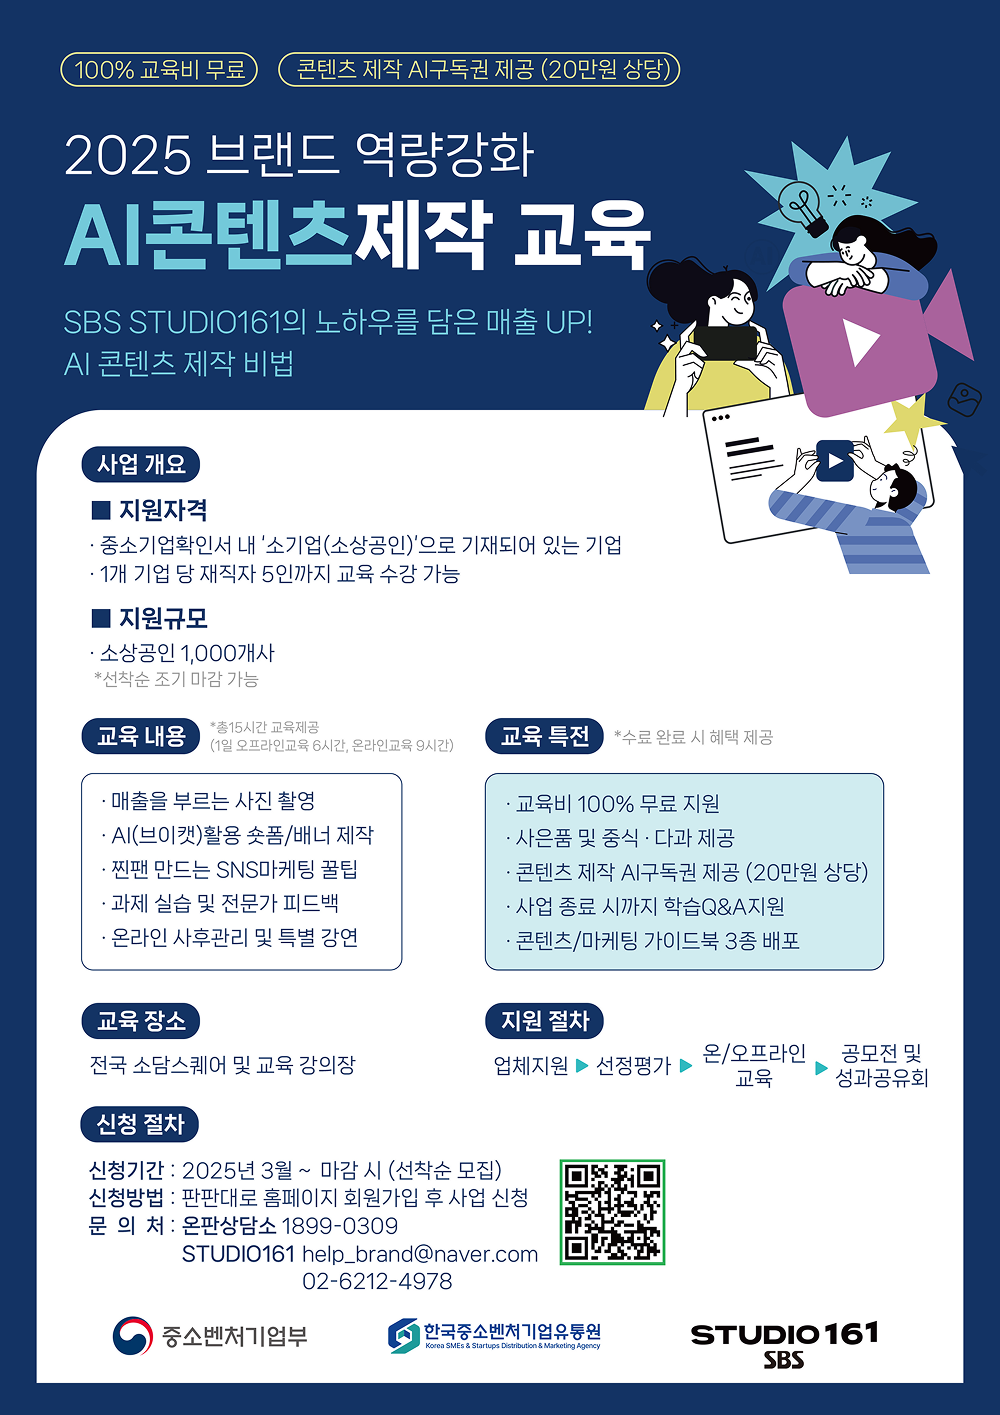 100% 교육비 무료
콘텐츠 제작 AI구독권 제공 (20만원 상당)
2025 브랜드 역량강화
AI콘텐츠제작 교육
SBS STUDIO161의 노하우를 담은 매출 UP!
AI 콘텐츠 제작 비법
사업 개요
■ 지원자격
· 중소기업확인서 내 '소기업(소상공인)'으로 기재되어 있는 기업
· 1개 기업 당 재직자 5인까지 교육 수강 가능
■ 지원규모
· 소상공인 1,000개사
*선착순 조기 마감 가능
교육 내용
*총15시간 교육제공
(1일 오프라인교육 6시간, 온라인교육 9시간)
· 매출을 부르는 사진 촬영
· AI(브이캣)활용 숏폼/배너 제작
· 찐팬 만드는 SNS마케팅 꿀팁
· 과제 실습 및 전문가 피드백
· 온라인 사후관리 및 특별 강연
교육 특전
*수료 완료 시 혜택 제공
· 교육비 100% 무료 지원
· 사은품 및 중식 · 다과 제공
· 콘텐츠 제작 AI구독권 제공 (20만원 상당)
· 사업 종료 시까지 학습Q&A지원
· 콘텐츠/마케팅 가이드북 3종 배포
교육 장소
전국 소담스퀘어 및 교육 강의장
지원 절차
업체지원 ▶ 선정평가 ▶ 온/오프라인 교육 ▶ 공모전 및 성과공유회
신청 절차
신청기간 : 2025년 3월 ~ 마감 시 (선착순 모집)
신청방법 : 판판대로 홈페이지 회원가입 후 사업 신청
문 의 처 : 온판상담소 1899-0309
STUDIO161 help_brand@naver.com
02-6212-4978
중소벤처기업부
한국중소벤처기업유통원
Korea SMEs & Startups Distribution & Marketing Agency
STUDIO 161
SBS